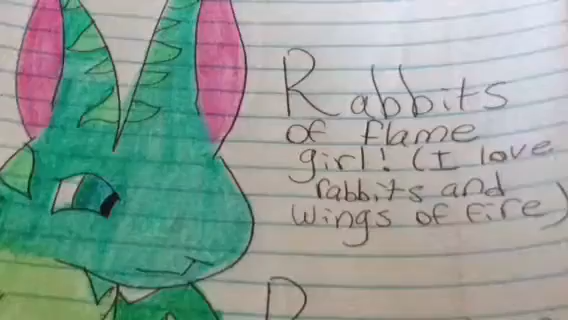 Rabbits
of flame
girl! (I love
rabbits and
wings of fire)